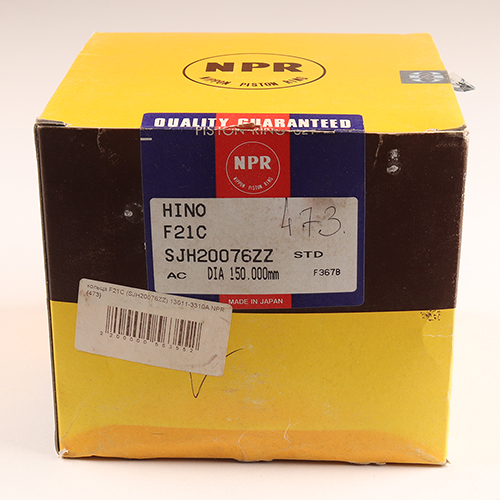 NPR
NIPPON PISTON RING
QUALITY GUARANTEED
PISTON RING SET
NPR
NIPPON PISTON RING
HINO
473.
F21C
SJH20076ZZ STD
AC DIA 150.000mm F367B
MADE IN JAPAN
кольца F21C (SJH20076ZZ) 13011-3310A NPR
(473)